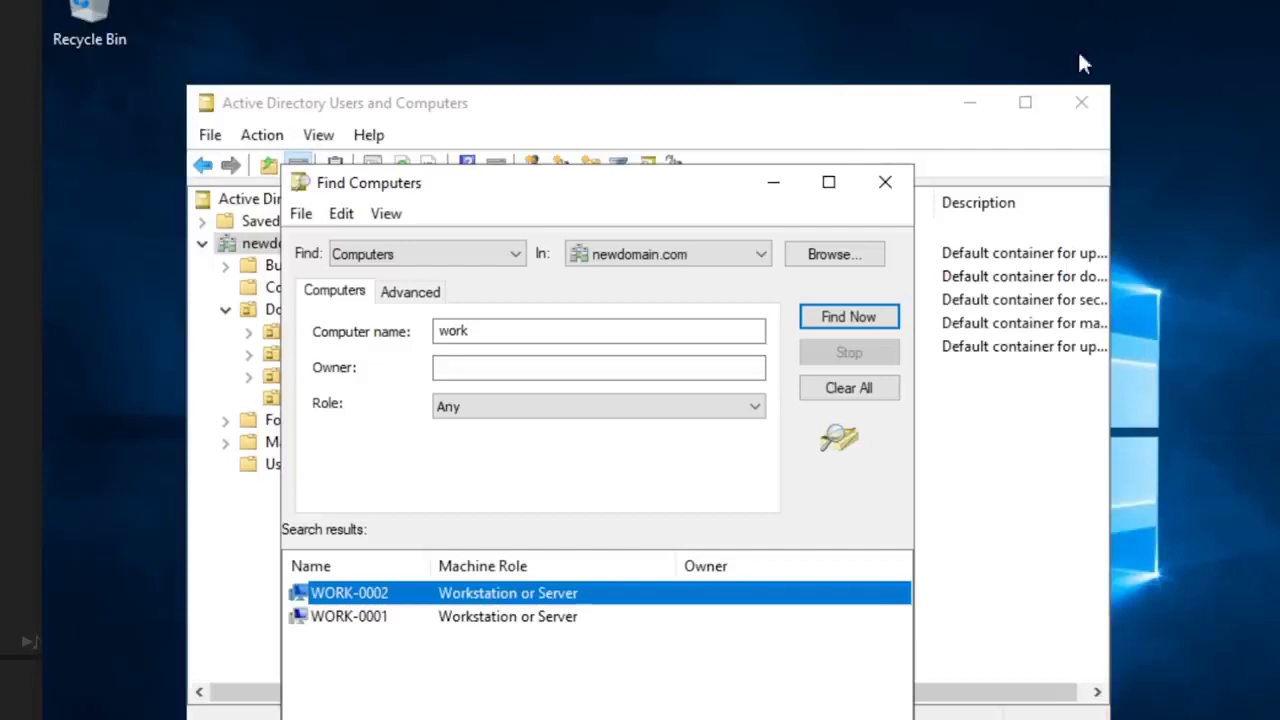 Recycle Bin
Active Directory Users and Computers
File Action View Help
Find Computers
Active Dir
Description
File Edit View
Saved
newdo
Find: Computers In: newdomain.com Browse...
Default container for up...
Default container for do...
Default container for sec...
Default container for ma...
Default container for up...
Bu
Co
Do
Fo
Ma
Us
Computers Advanced
Computer name: work
Find Now
Owner:
Stop
Role: Any
Clear All
Search results:
Name Machine Role Owner
WORK-0002 Workstation or Server
WORK-0001 Workstation or Server